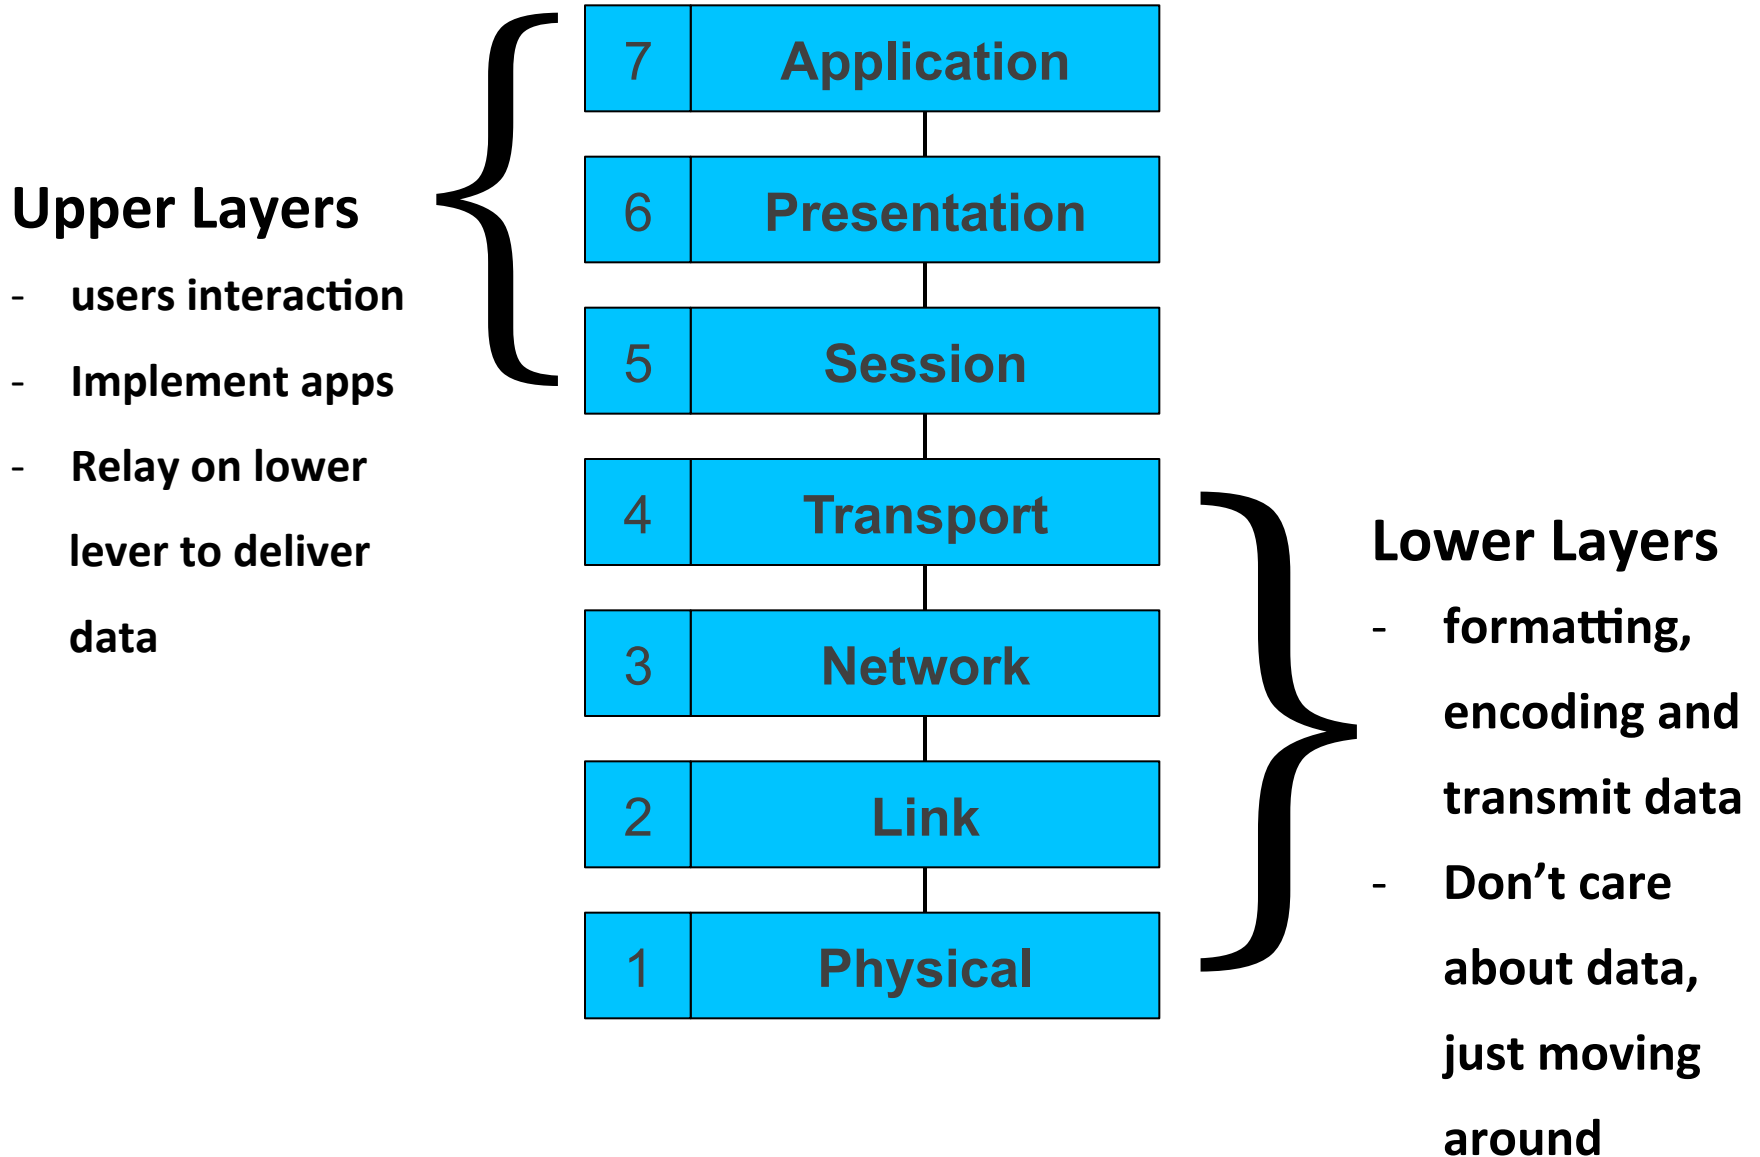 7 Application
6 Presentation
5 Session
4 Transport
3 Network
2 Link
1 Physical
Upper Layers
- users interaction
- Implement apps
- Relay on lower
lever to deliver
data
Lower Layers
- formatting,
encoding and
transmit data
- Don’t care
about data,
just moving
around